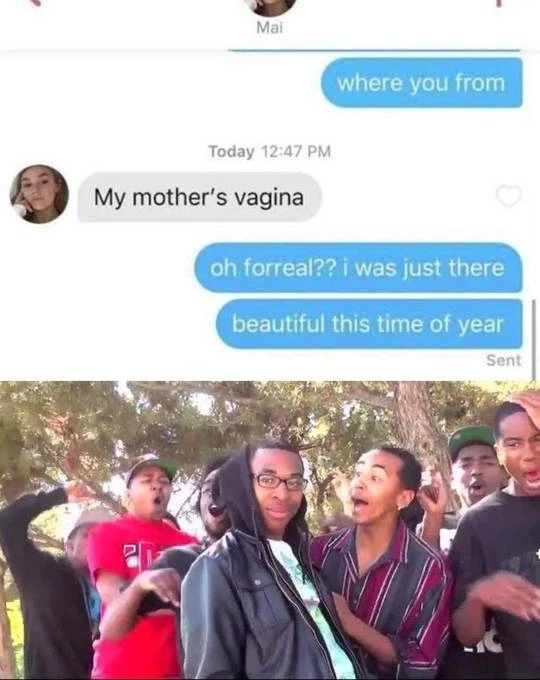 Mai
where you from
Today 12:47 PM
My mother's vagina
oh forreal?? i was just there
beautiful this time of year
Sent